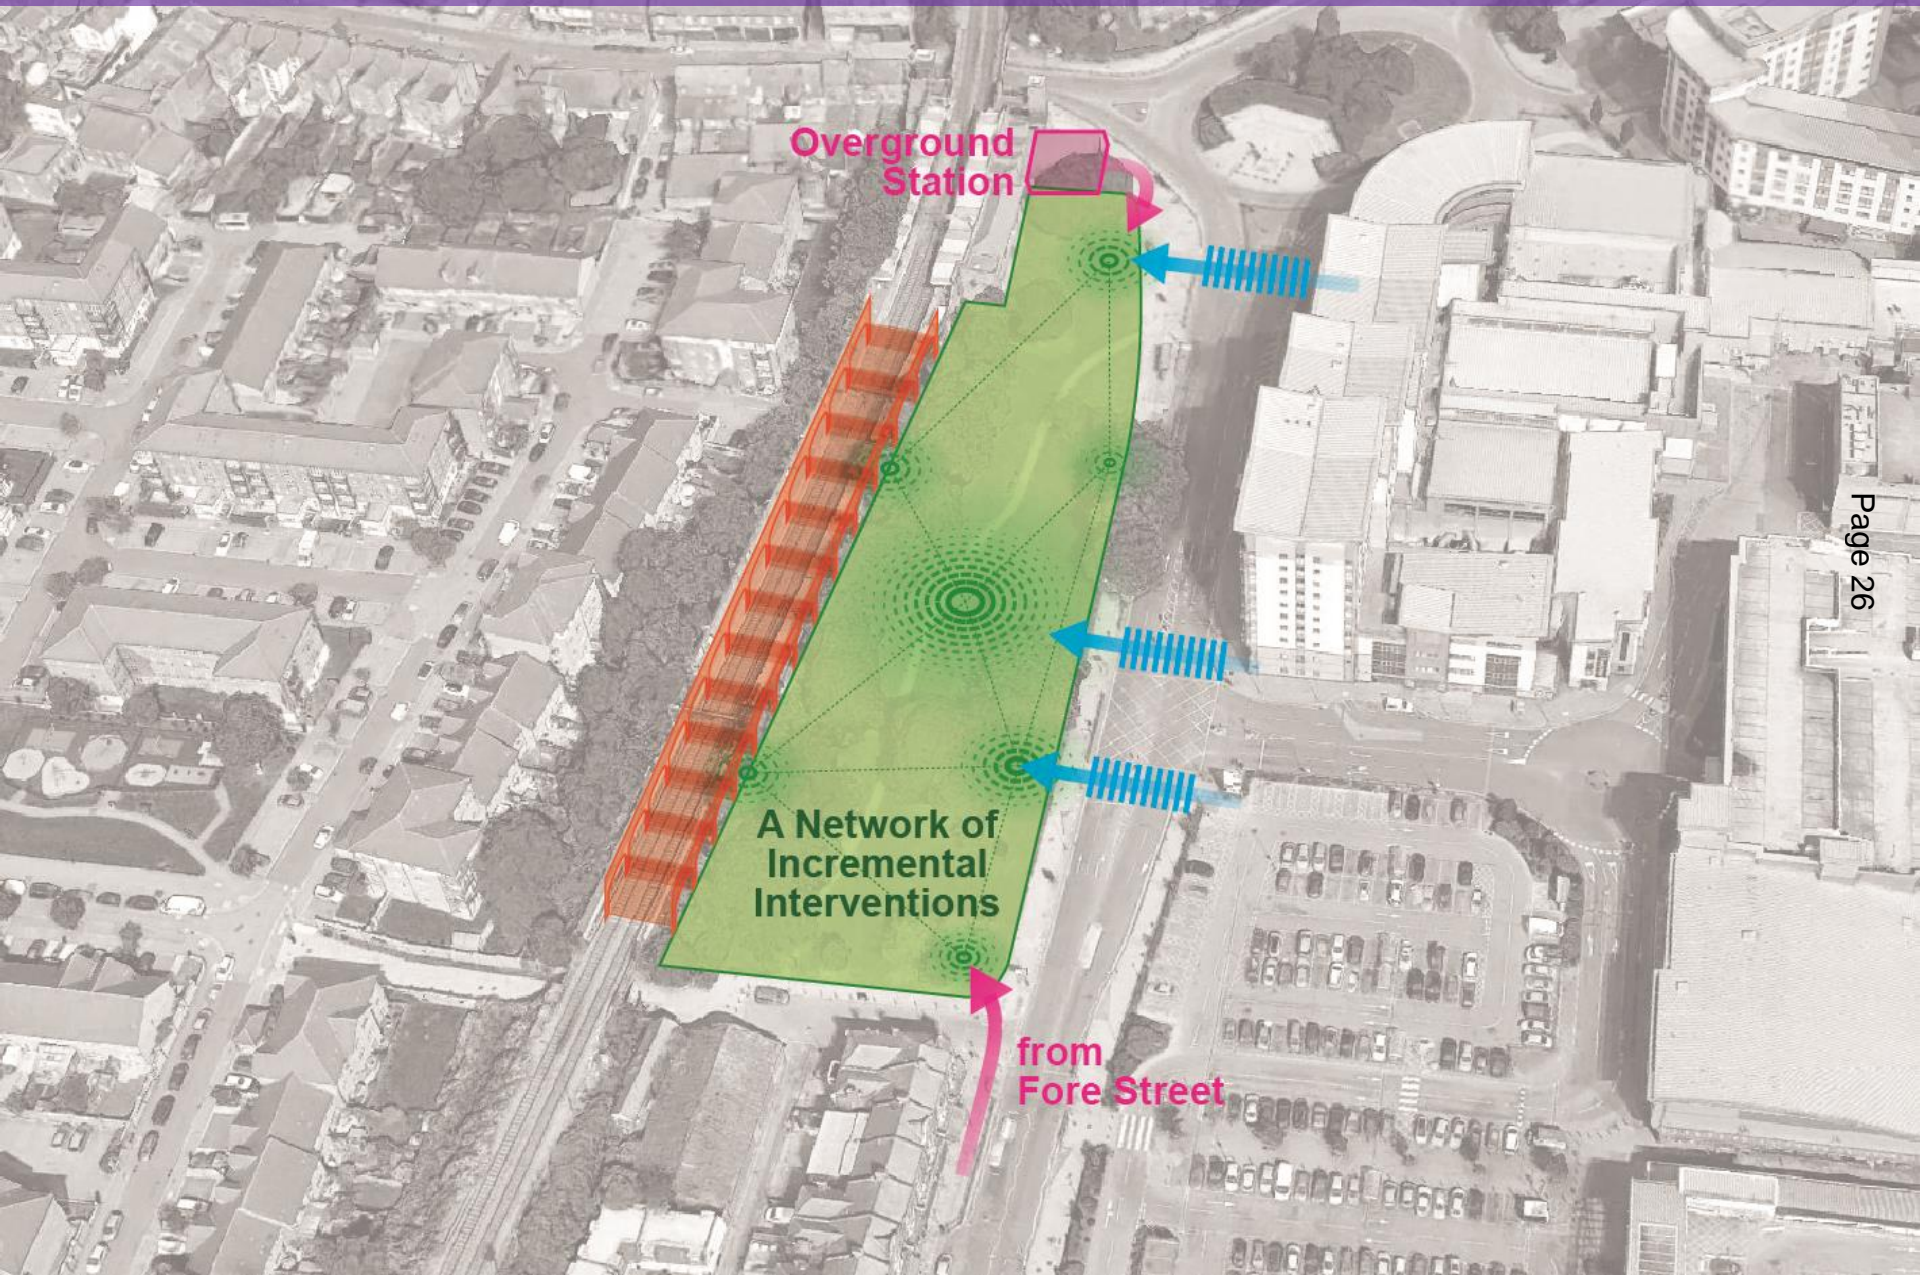 Overground
Station
A Network of
Incremental
Interventions
from
Fore Street
Page 26